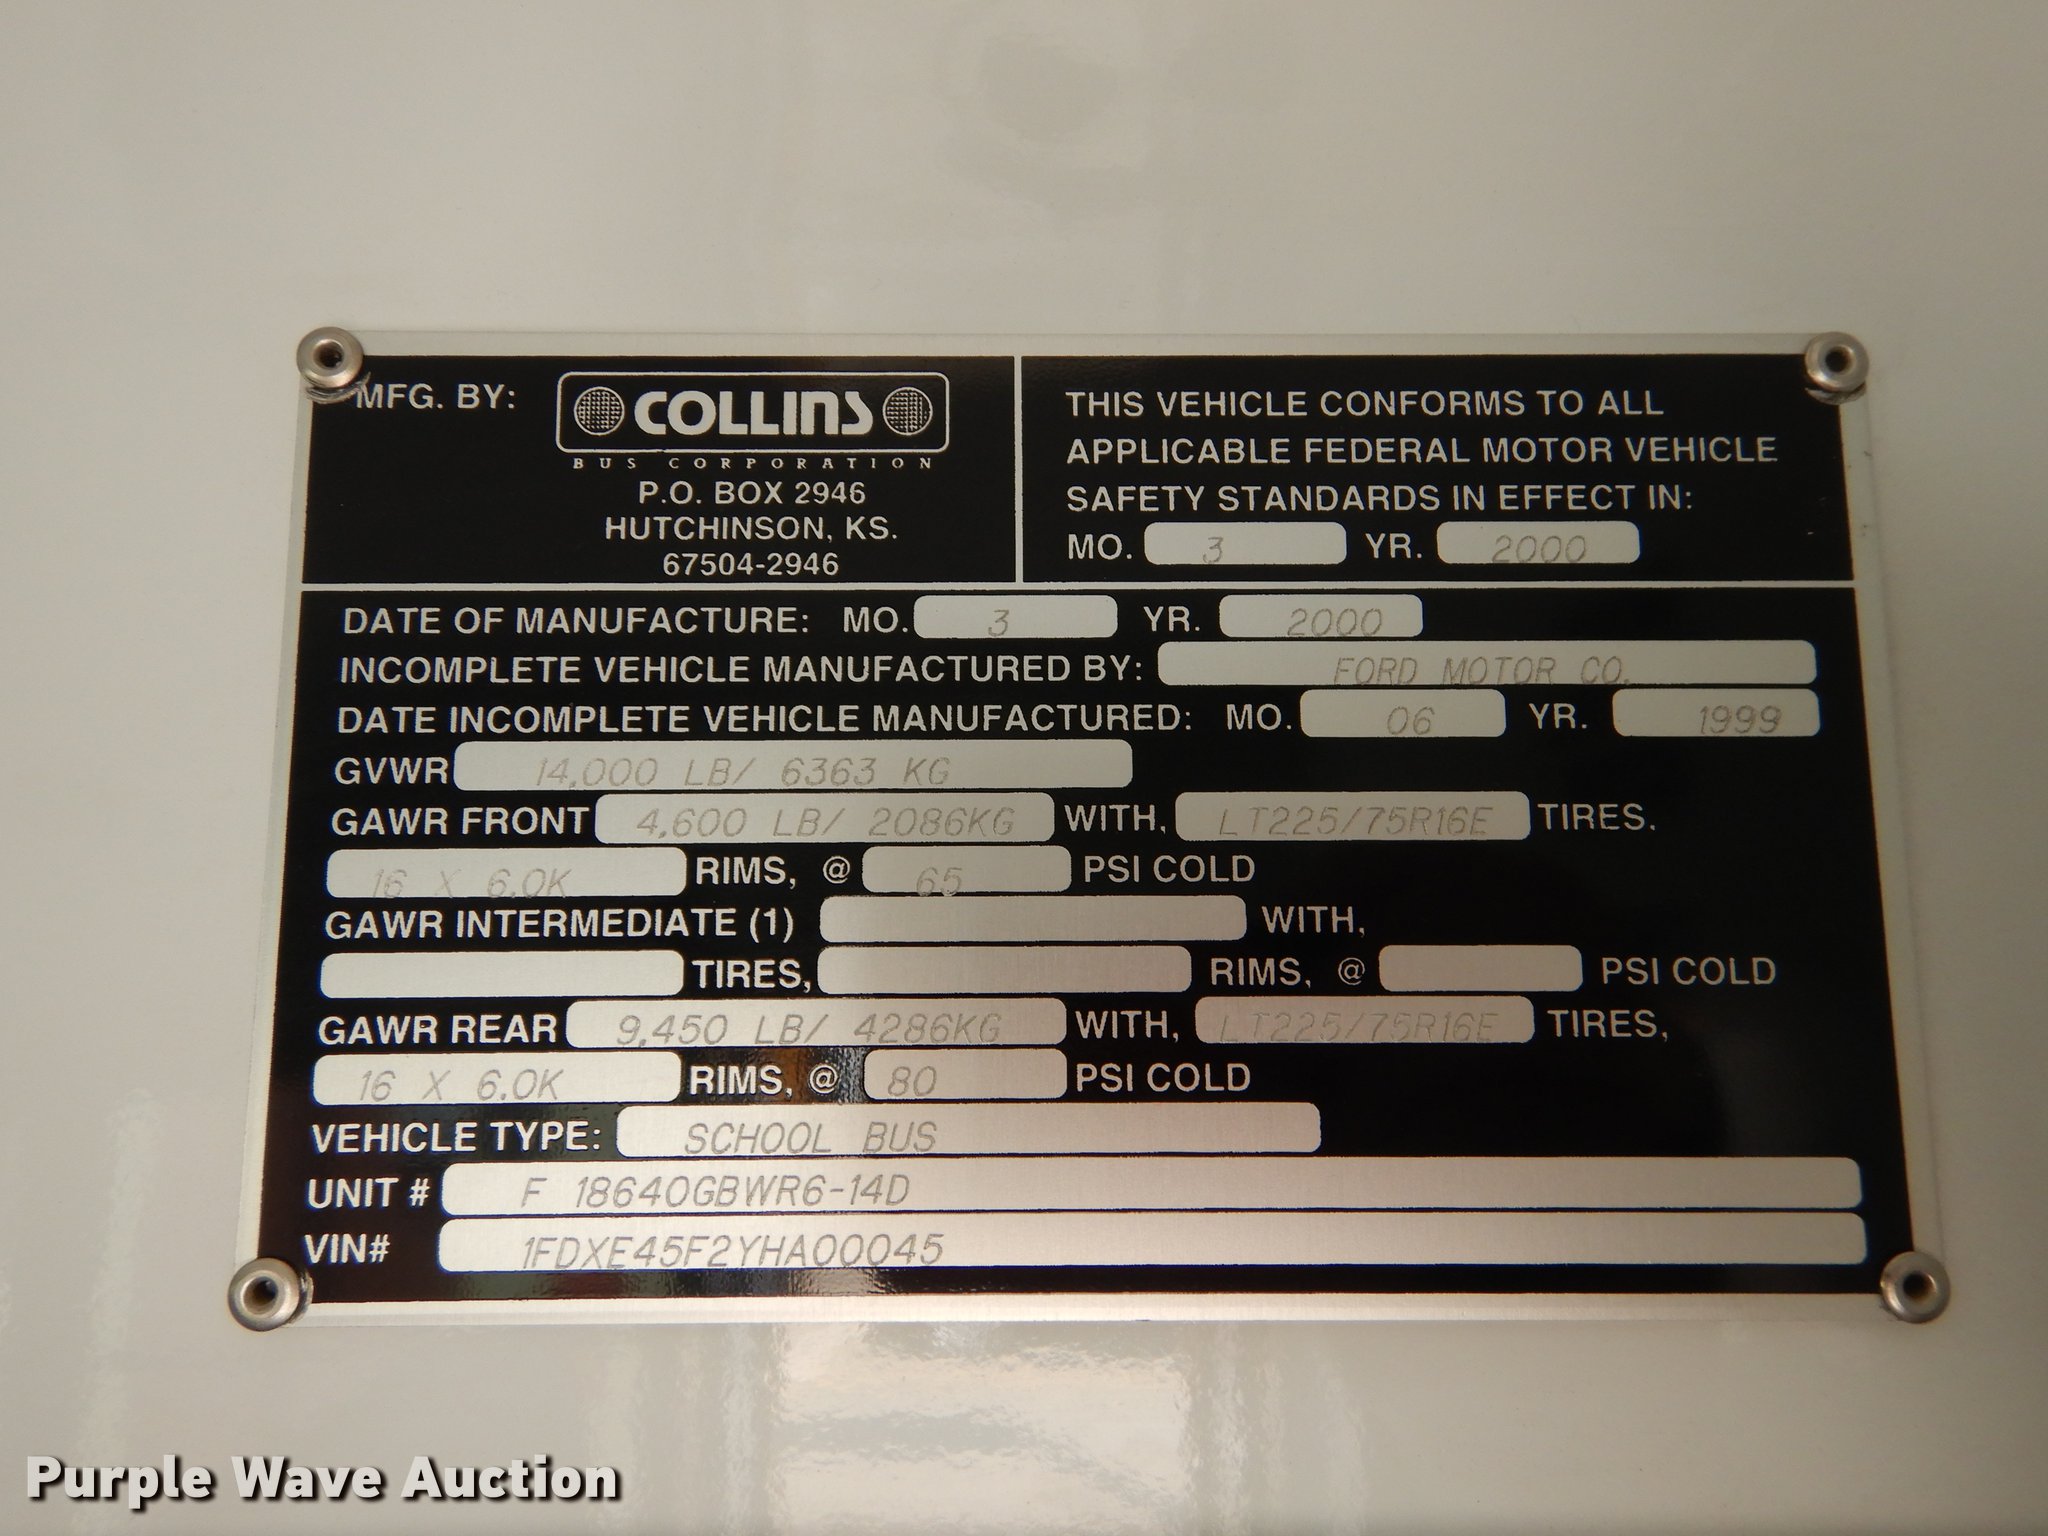 MFG. BY:
COLLINS
BUS CORPORATION
P.O. BOX 2946
HUTCHINSON, KS.
67504-2946
THIS VEHICLE CONFORMS TO ALL
APPLICABLE FEDERAL MOTOR VEHICLE
SAFETY STANDARDS IN EFFECT IN:
MO. 3 YR. 2000
DATE OF MANUFACTURE: MO. 3 YR. 2000
INCOMPLETE VEHICLE MANUFACTURED BY: FORD MOTOR CO.
DATE INCOMPLETE VEHICLE MANUFACTURED: MO. 06 YR. 1999
GVWR 14,000 LB/ 6363 KG
GAWR FRONT 4,600 LB/ 2086KG WITH, LT225/75R16E TIRES,
16 X 6.0K RIMS, @ 65 PSI COLD
GAWR INTERMEDIATE (1) WITH,
TIRES, RIMS, @ PSI COLD
GAWR REAR 9,450 LB/ 4286KG WITH, LT225/75R16E TIRES,
16 X 6.0K RIMS, @ 80 PSI COLD
VEHICLE TYPE: SCHOOL BUS
UNIT # F 18640GBWR6-14D
VIN# 1FDXE45F2YHA00045
Purple Wave Auction